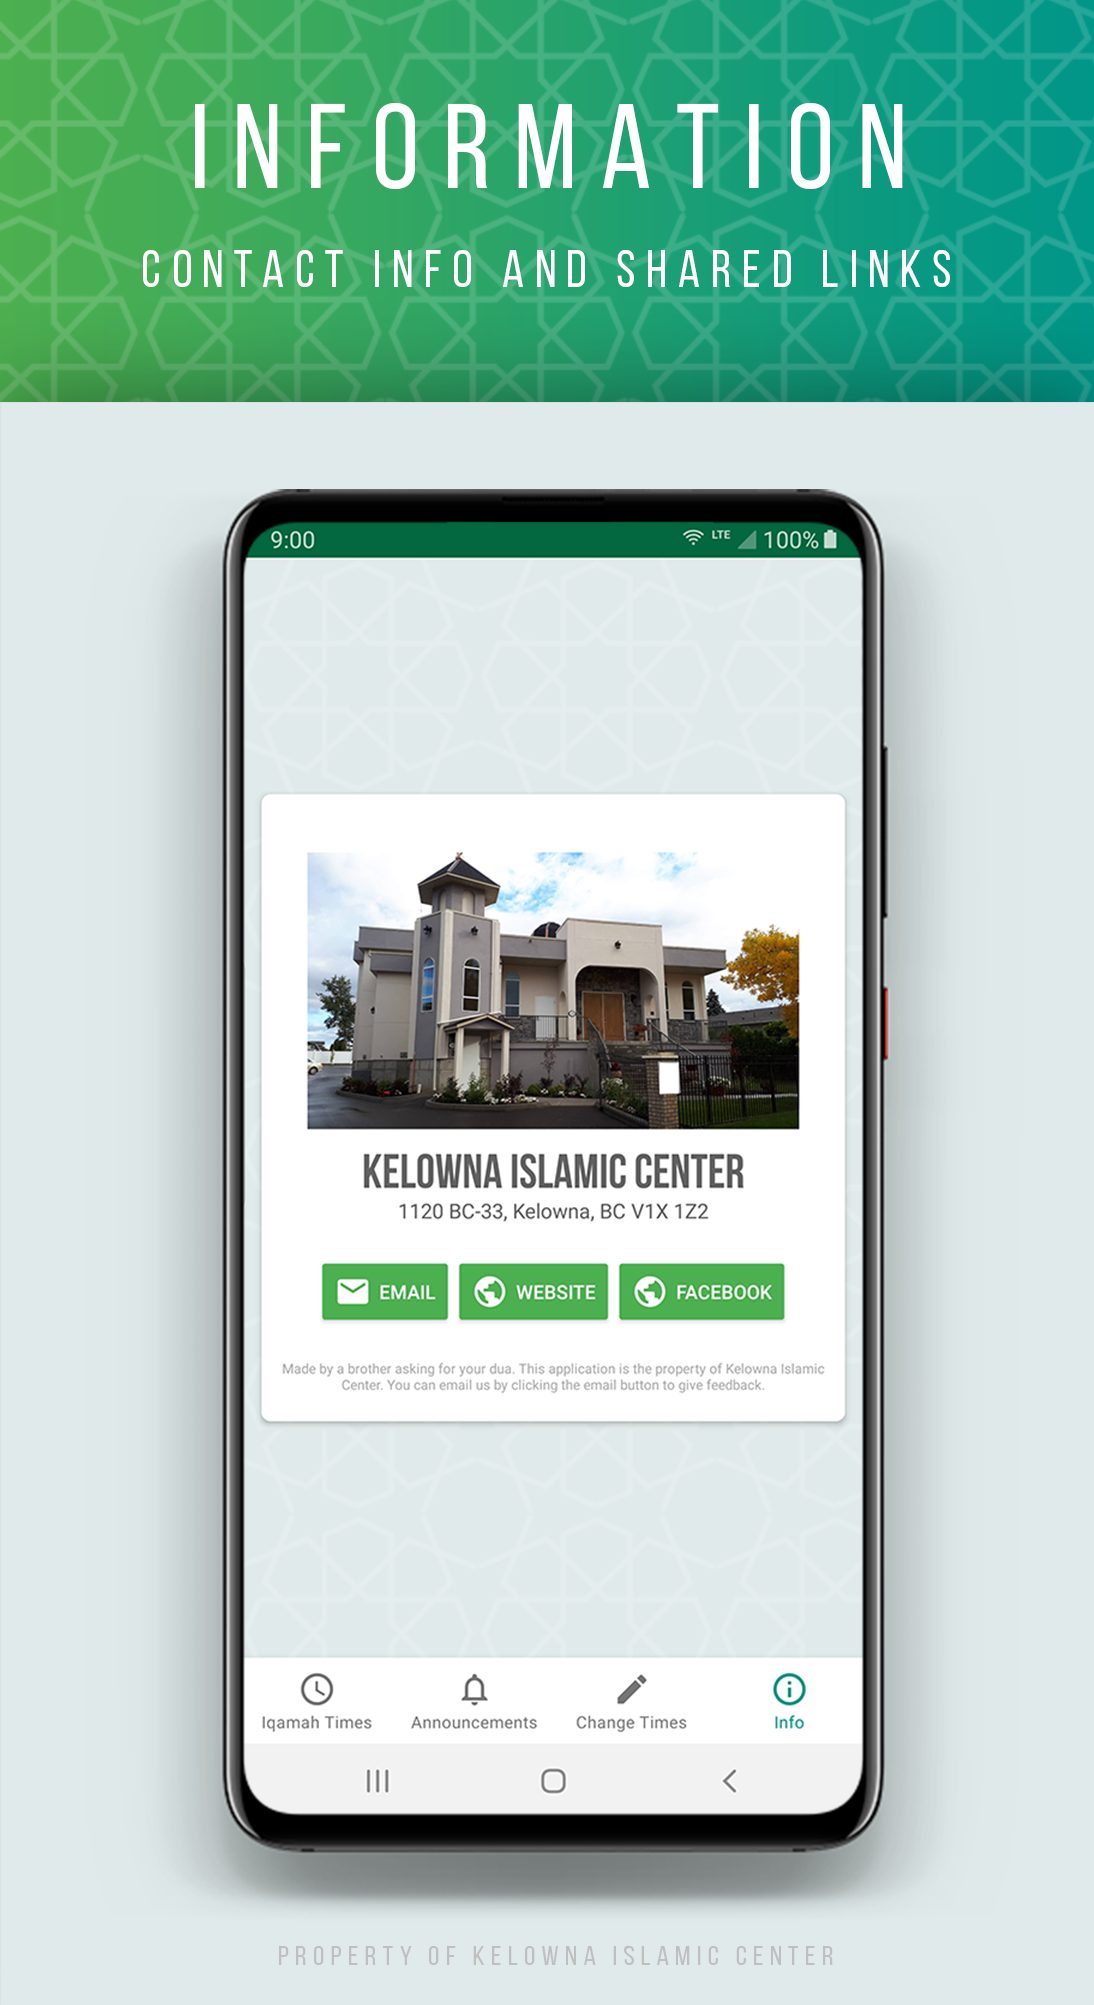 INFORMATION
CONTACT INFO AND SHARED LINKS
9:00 LTE 100%
KELOWNA ISLAMIC CENTER
1120 BC-33, Kelowna, BC V1X 1Z2
EMAIL WEBSITE FACEBOOK
Made by a brother asking for your dua. This application is the property of Kelowna Islamic
Center. You can email us by clicking the email button to give feedback.
Iqamah Times Announcements Change Times Info
PROPERTY OF KELOWNA ISLAMIC CENTER